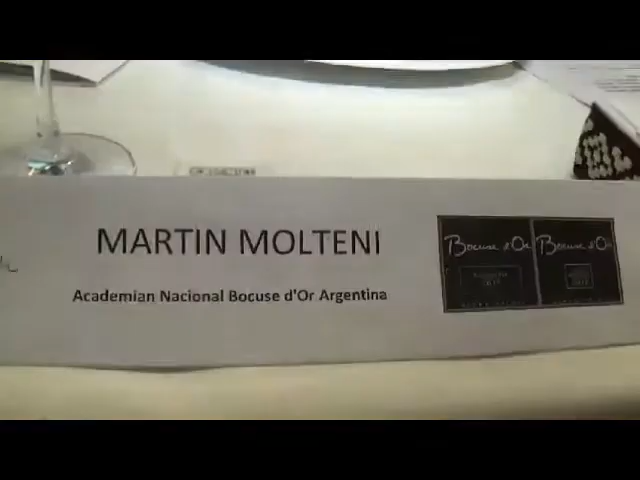 MARTIN MOLTENI
Academian Nacional Bocuse d'Or Argentina
Bocuse d'Or
Bocuse d'Or